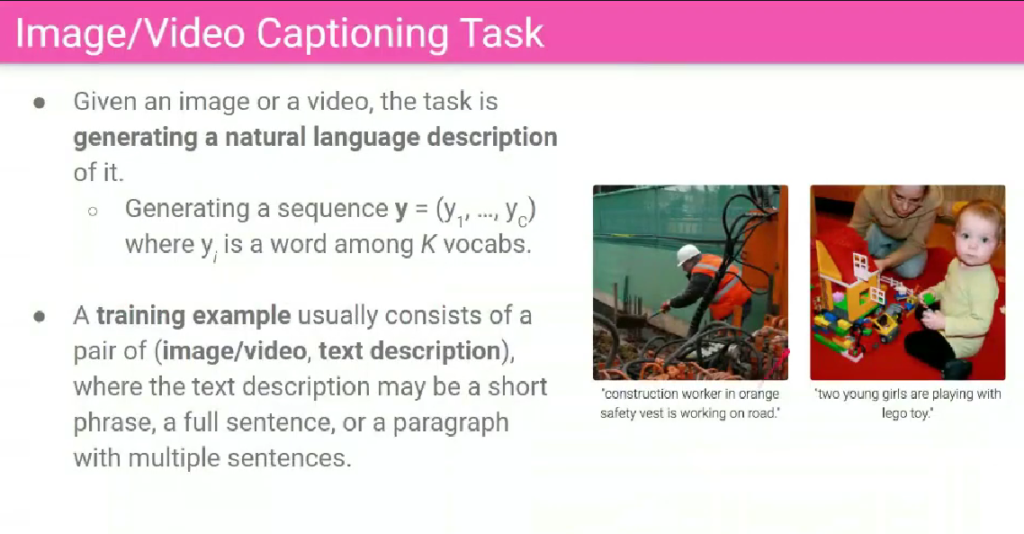 Image/Video Captioning Task
● Given an image or a video, the task is
generating a natural language description
of it.
○ Generating a sequence y = (y₁, ..., y_C)
where y_i is a word among K vocabs.
● A training example usually consists of a
pair of (image/video, text description),
where the text description may be a short
phrase, a full sentence, or a paragraph
with multiple sentences.
"construction worker in orange
safety vest is working on road."
"two young girls are playing with
lego toy."